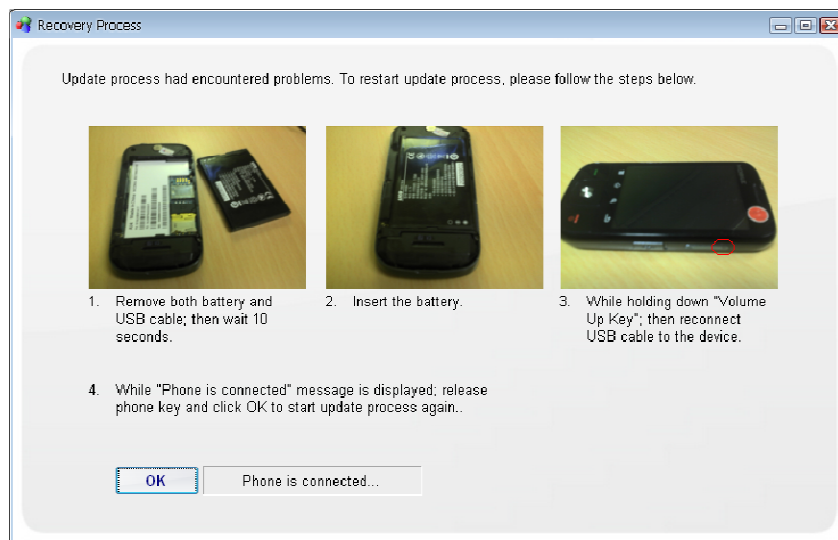 Recovery Process
Update process had encountered problems. To restart update process, please follow the steps below.
1. Remove both battery and
USB cable; then wait 10
seconds.
2. Insert the battery.
3. While holding down "Volume
Up Key"; then reconnect
USB cable to the device.
4. While "Phone is connected" message is displayed; release
phone key and click OK to start update process again..
OK
Phone is connected...